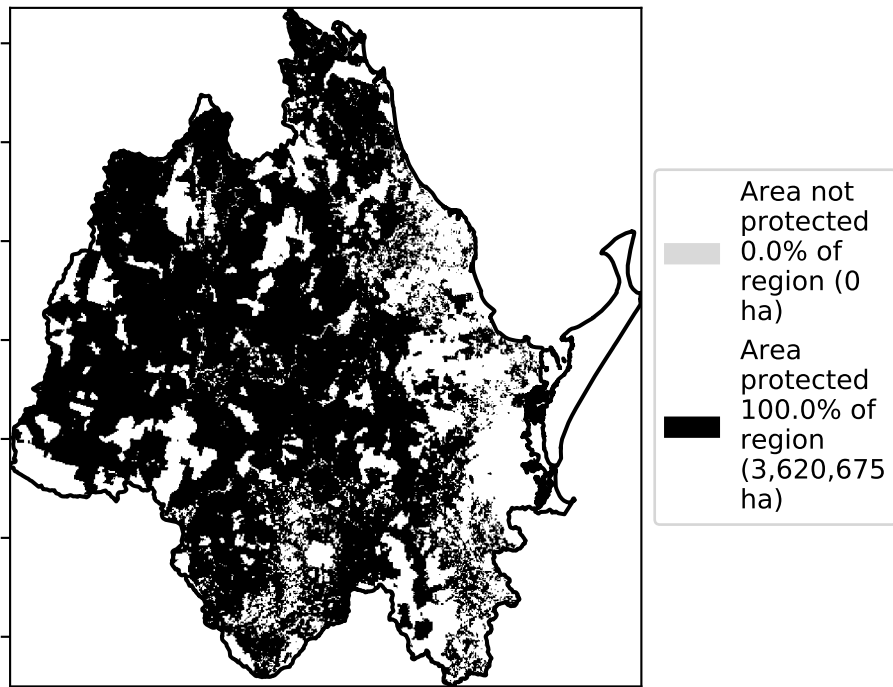 Area not
protected
0.0% of
region (0
ha)
Area
protected
100.0% of
region
(3,620,675
ha)